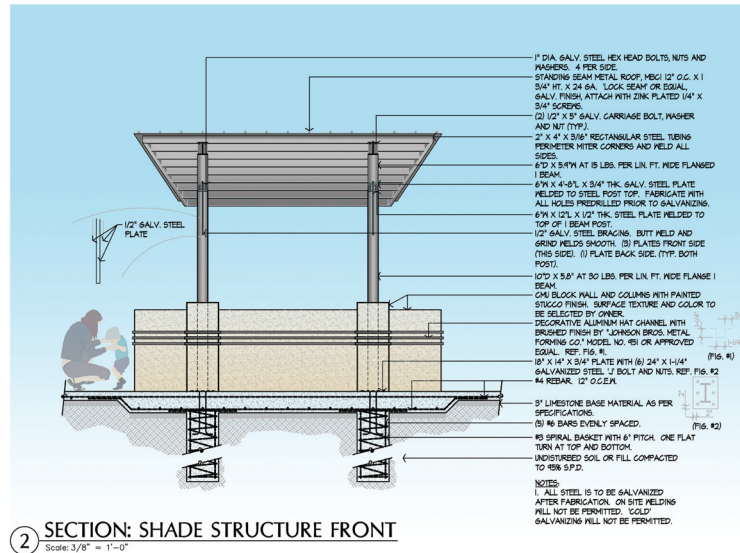 1" DIA. GALV. STEEL HEX HEAD BOLTS, NUTS AND
WASHERS. 4 PER SIDE.
STANDING SEAM METAL ROOF, MBCI 12" O.C. X 1
3/4" HT. X 24 GA. 'LOCK SEAM' OR EQUAL,
GALV. FINISH, ATTACH WITH ZINK PLATED 1/4" X
3/4" SCREWS.
(2) 1/2" X 5" GALV. CARRIAGE BOLT, WASHER
AND NUT (TYP.).
2" X 4" X 3/16" RECTANGULAR STEEL TUBING
PERIMETER MITER CORNERS AND WELD ALL
SIDES.
6"D X 5.9"W AT 15 LBS. PER LIN. FT. WIDE FLANGED
I BEAM.
6"W X 4'-8"L X 3/4" THK. GALV. STEEL PLATE
WELDED TO STEEL POST TOP. FABRICATE WITH
ALL HOLES PREDRILLED PRIOR TO GALVANIZING.
6"W X 12"L X 1/2" THK. STEEL PLATE WELDED TO
TOP OF I BEAM POST.
1/2" GALV. STEEL BRACING. BUTT WELD AND
GRIND WELDS SMOOTH. (3) PLATES FRONT SIDE
(THIS SIDE). (1) PLATE BACK SIDE. (TYP. BOTH
POST).
10"D X 5.8" AT 30 LBS. PER LIN. FT. WIDE FLANGE I
BEAM.
CMU BLOCK WALL AND COLUMNS WITH PAINTED
STUCCO FINISH. SURFACE TEXTURE AND COLOR TO
BE SELECTED BY OWNER.
DECORATIVE ALUMINUM HAT CHANNEL WITH
BRUSHED FINISH BY "JOHNSON BROS. METAL
FORMING CO." MODEL NO. 951 OR APPROVED
EQUAL. REF. FIG. #1.
18" X 14" X 3/4" PLATE WITH (6) 24" X 1-1/4"
GALVANIZED STEEL 'J' BOLT AND NUTS. REF. FIG. #2
#4 REBAR. 12" O.C.E.W.
3" LIMESTONE BASE MATERIAL AS PER
SPECIFICATIONS.
(5) #6 BARS EVENLY SPACED.
#3 SPIRAL BASKET WITH 6" PITCH. ONE FLAT
TURN AT TOP AND BOTTOM.
UNDISTURBED SOIL OR FILL COMPACTED
TO 95% S.P.D.
NOTES:
1. ALL STEEL IS TO BE GALVANIZED
AFTER FABRICATION. ON SITE WELDING
WILL NOT BE PERMITTED. 'COLD'
GALVANIZING WILL NOT BE PERMITTED.
1/2" GALV. STEEL
PLATE
(FIG. #1)
(FIG. #2)
2 SECTION: SHADE STRUCTURE FRONT
Scale: 3/8" = 1'-0"